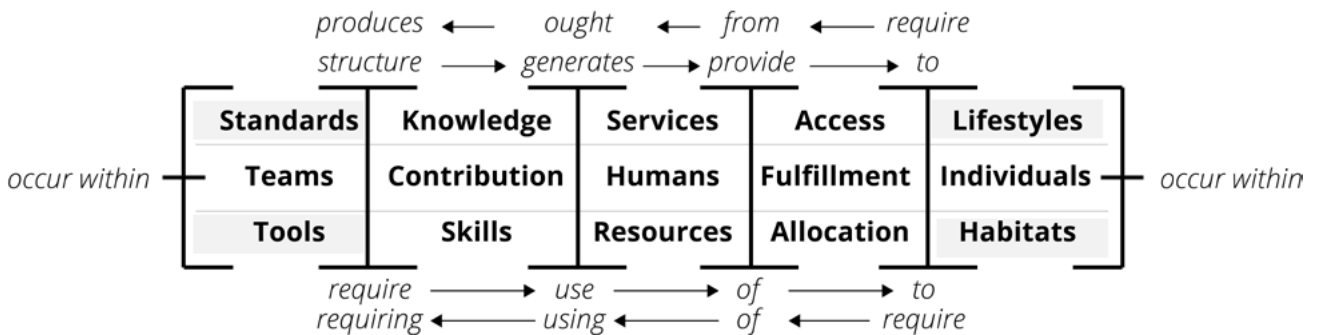 produces ought from require
structure generates provide to
Standards Knowledge Services Access Lifestyles
occur within Teams Contribution Humans Fulfillment Individuals occur within
Tools Skills Resources Allocation Habitats
require use of to
requiring using of require